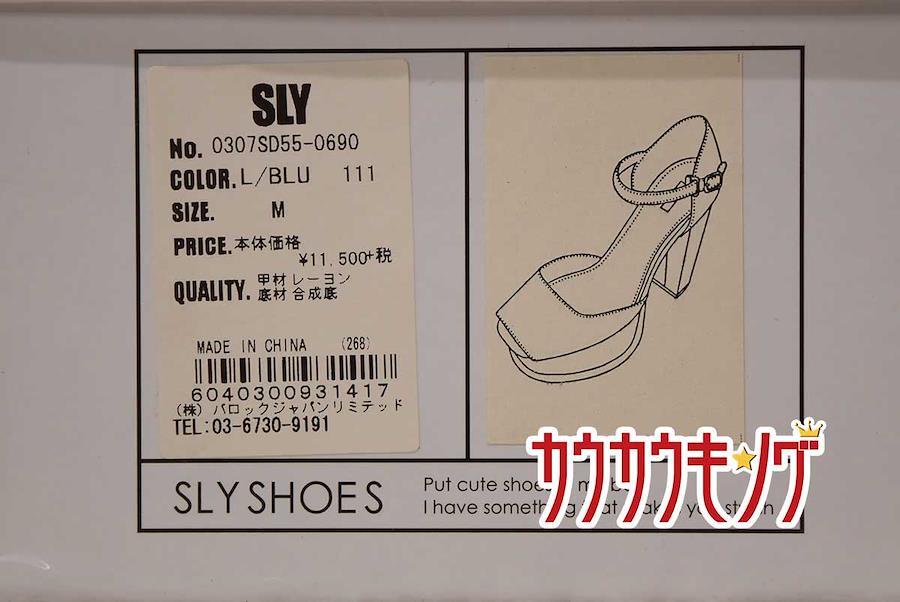 SLY
No. 0307SD55-0690
COLOR. L/BLU 111
SIZE. M
PRICE. 本体価格
¥11,500+税
QUALITY. 甲材 レーヨン
底材 合成底
MADE IN CHINA (268)
6040300931417
(株) バロックジャパンリミテッド
TEL:03-6730-9191
SLY SHOES
Put cute shoes
I have something
カウカウキング